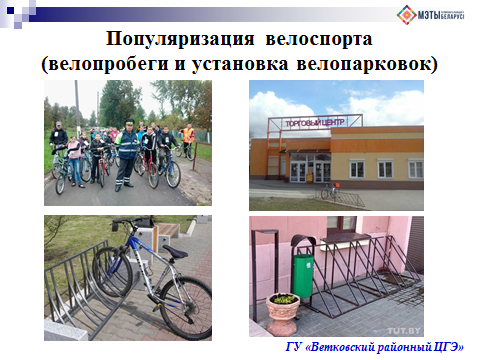 МЭТЫ
БЕЛАРУСІ
Популяризация велоспорта
(велопробеги и установка велопарковок)
ТОРГОВЫЙ ЦЕНТР
TUT.BY
ГУ «Ветковский районный ЦГЭ»